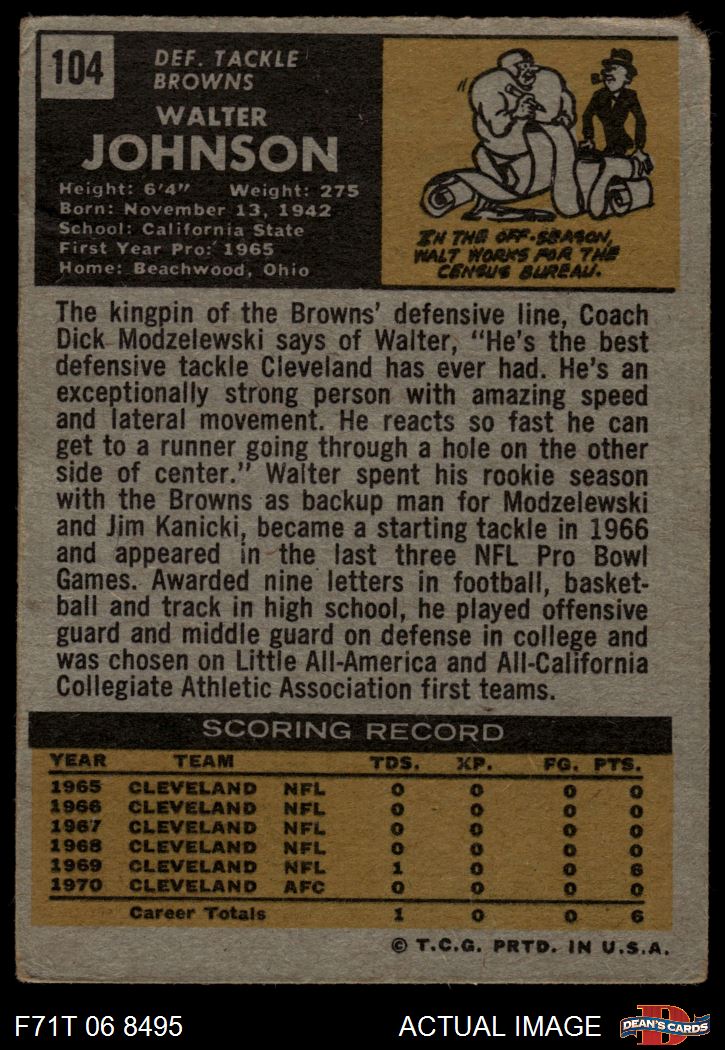 104
DEF. TACKLE
BROWNS
WALTER
JOHNSON
Height: 6'4" Weight: 275
Born: November 13, 1942
School: California State
First Year Pro: 1965
Home: Beachwood, Ohio
IN THE OFF-SEASON,
WALT WORKS FOR THE
CENSUS BUREAU.
The kingpin of the Browns' defensive line, Coach
Dick Modzelewski says of Walter, "He's the best
defensive tackle Cleveland has ever had. He's an
exceptionally strong person with amazing speed
and lateral movement. He reacts so fast he can
get to a runner going through a hole on the other
side of center." Walter spent his rookie season
with the Browns as backup man for Modzelewski
and Jim Kanicki, became a starting tackle in 1966
and appeared in the last three NFL Pro Bowl
Games. Awarded nine letters in football, basket-
ball and track in high school, he played offensive
guard and middle guard on defense in college and
was chosen on Little All-America and All-California
Collegiate Athletic Association first teams.
SCORING RECORD
YEAR TEAM TDS. XP. FG. PTS.
1965 CLEVELAND NFL 0 0 0 0
1966 CLEVELAND NFL 0 0 0 0
1967 CLEVELAND NFL 0 0 0 0
1968 CLEVELAND NFL 0 0 0 0
1969 CLEVELAND NFL 1 0 0 6
1970 CLEVELAND AFC 0 0 0 0
Career Totals 1 0 0 6
© T.C.G. PRTD. IN U.S.A.
F71T 06 8495 ACTUAL IMAGE
D
DEAN'S CARDS